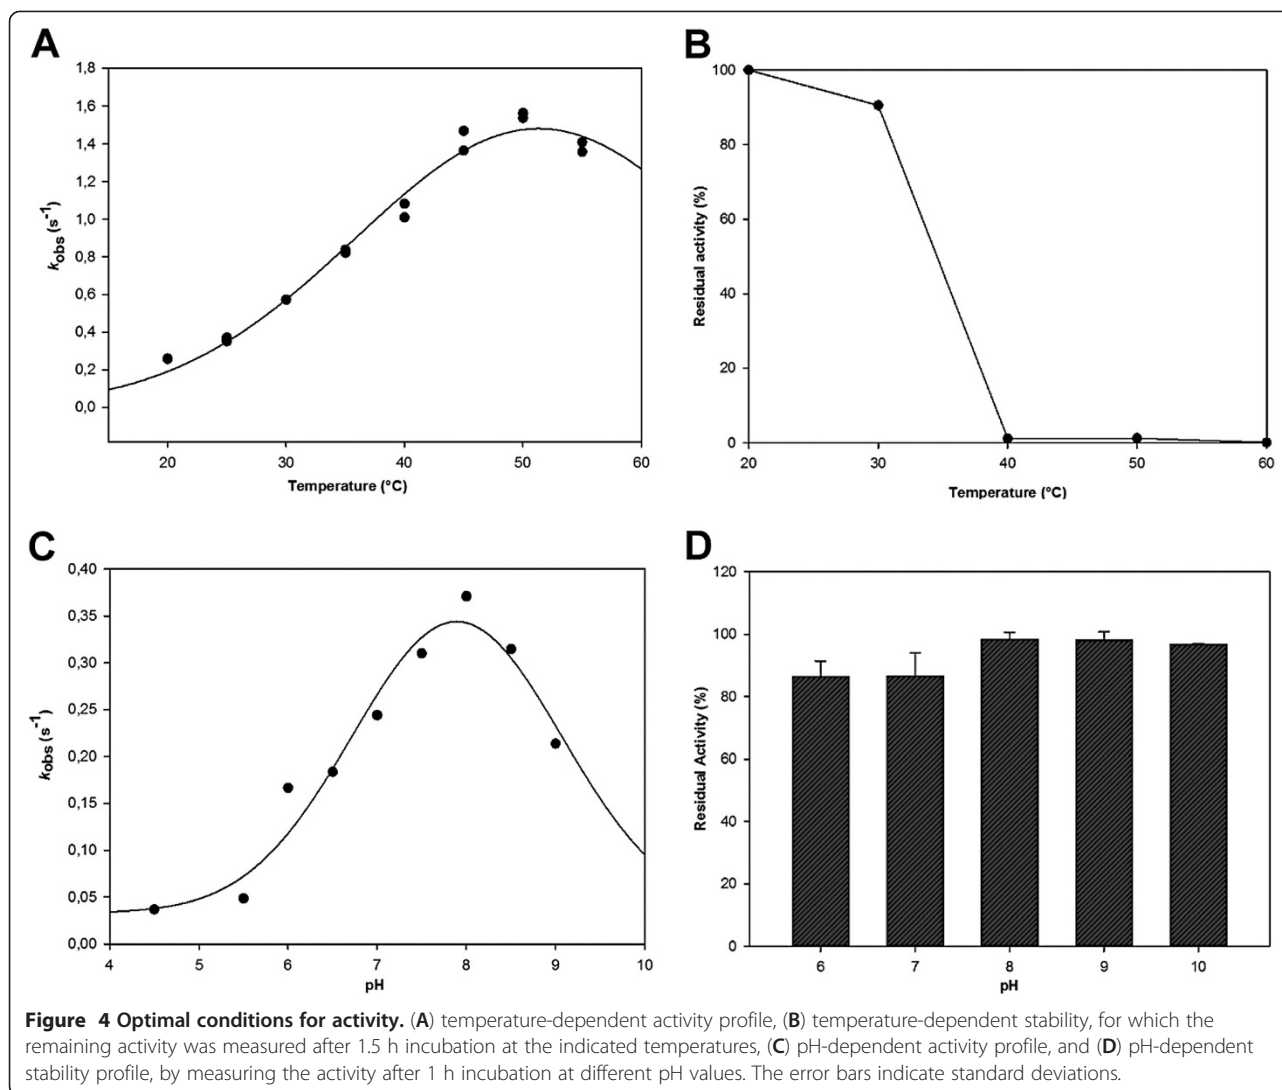 A
1,8
1,6
1,4
1,2
1,0
0,8
0,6
0,4
0,2
0,0
kobs (s-1)
20 30 40 50 60
Temperature (°C)
B
100
80
60
40
20
0
Residual activity (%)
20 30 40 50 60
Temperature (°C)
C
0,40
0,35
0,30
0,25
0,20
0,15
0,10
0,05
0,00
kobs (s-1)
4 5 6 7 8 9 10
pH
D
120
100
80
60
40
20
0
Residual Activity (%)
6 7 8 9 10
pH
Figure 4 Optimal conditions for activity. (A) temperature-dependent activity profile, (B) temperature-dependent stability, for which the
remaining activity was measured after 1.5 h incubation at the indicated temperatures, (C) pH-dependent activity profile, and (D) pH-dependent
stability profile, by measuring the activity after 1 h incubation at different pH values. The error bars indicate standard deviations.